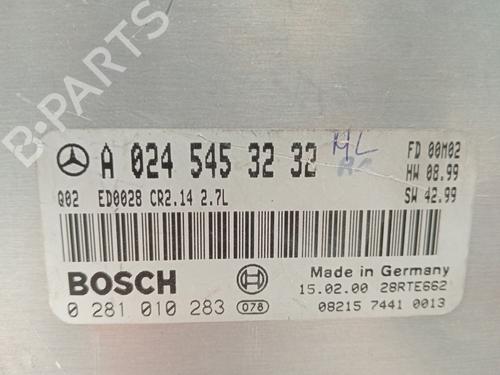 B-PARTS
A 024 545 32 32
ML
FD 00M02
HW 08.99
Q02 ED0028 CR2.14 2.7L
SW 42.99
BOSCH
Made in Germany
15.02.00 28RTE662
0 281 010 283 078
08215 7441 0013